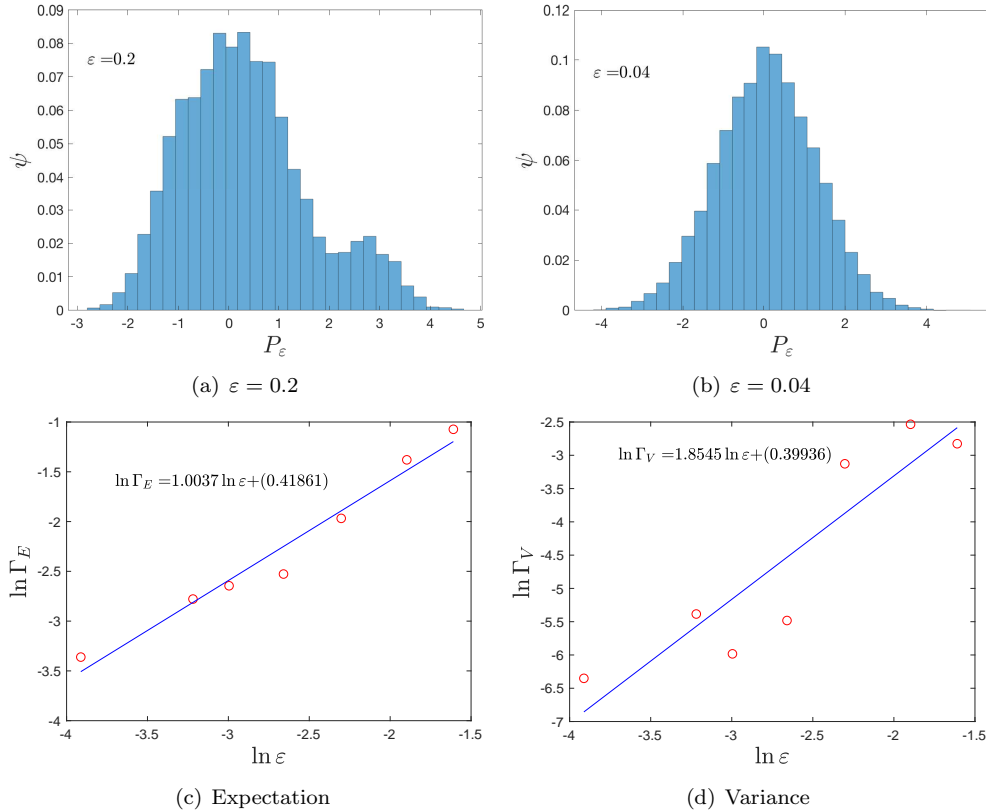 0.09
0.08
0.07
0.06
0.05
0.04
0.03
0.02
0.01
0
ε =0.2
ψ
-3 -2 -1 0 1 2 3 4 5
P_ε
(a) ε = 0.2
0.12
0.1
0.08
0.06
0.04
0.02
0
ε =0.04
ψ
-4 -2 0 2 4
P_ε
(b) ε = 0.04
-1
-1.5
-2
-2.5
-3
-3.5
-4
ln Γ_E =1.0037 ln ε+(0.41861)
ln Γ_E
-4 -3.5 -3 -2.5 -2 -1.5
ln ε
(c) Expectation
-2.5
-3
-3.5
-4
-4.5
-5
-5.5
-6
-6.5
-7
ln Γ_V =1.8545 ln ε+(0.39936)
ln Γ_V
-4 -3.5 -3 -2.5 -2 -1.5
ln ε
(d) Variance